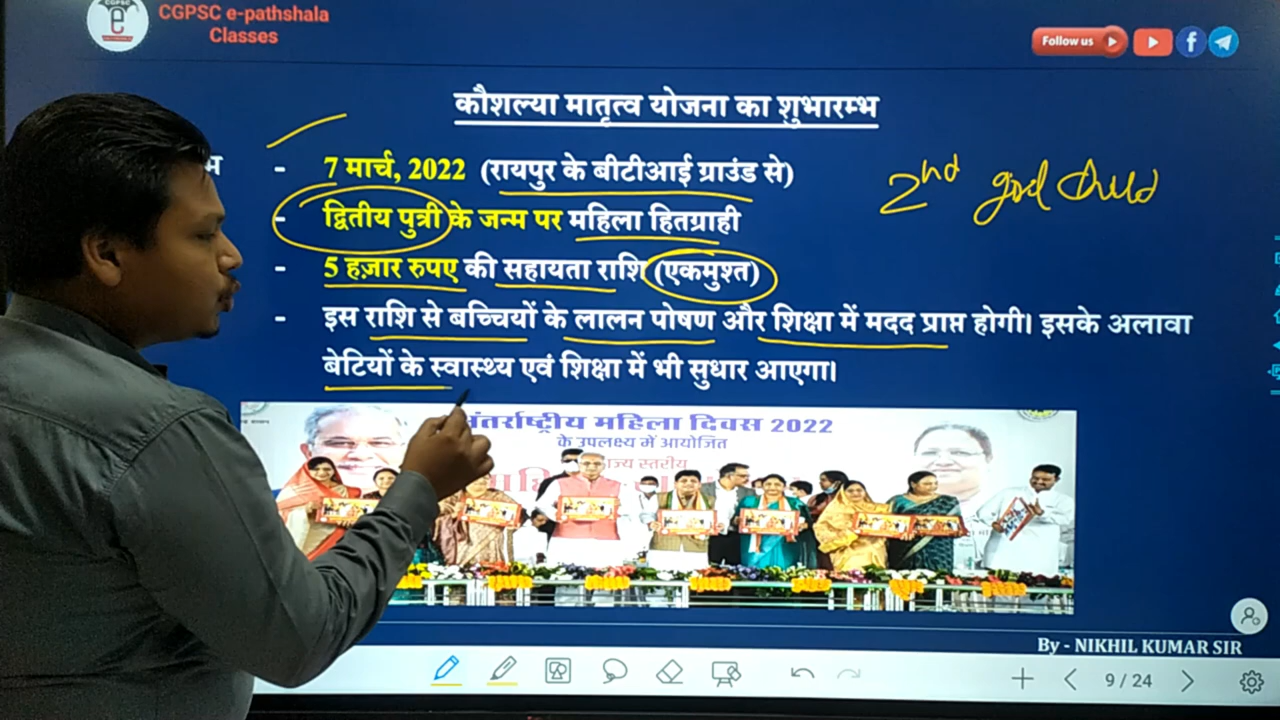 CGPSC
e
CGPSC e-pathshala
Classes
Follow us
कौशल्या मातृत्व योजना का शुभारम्भ
- 7 मार्च, 2022 (रायपुर के बीटीआई ग्राउंड से)
2nd girl child
- द्वितीय पुत्री के जन्म पर महिला हितग्राही
- 5 हज़ार रुपए की सहायता राशि (एकमुश्त)
- इस राशि से बच्चियों के लालन पोषण और शिक्षा में मदद प्राप्त होगी। इसके अलावा
बेटियों के स्वास्थ्य एवं शिक्षा में भी सुधार आएगा।
अंतर्राष्ट्रीय महिला दिवस 2022
के उपलक्ष्य में आयोजित
राज्य स्तरीय
By - NIKHIL KUMAR SIR
9 / 24